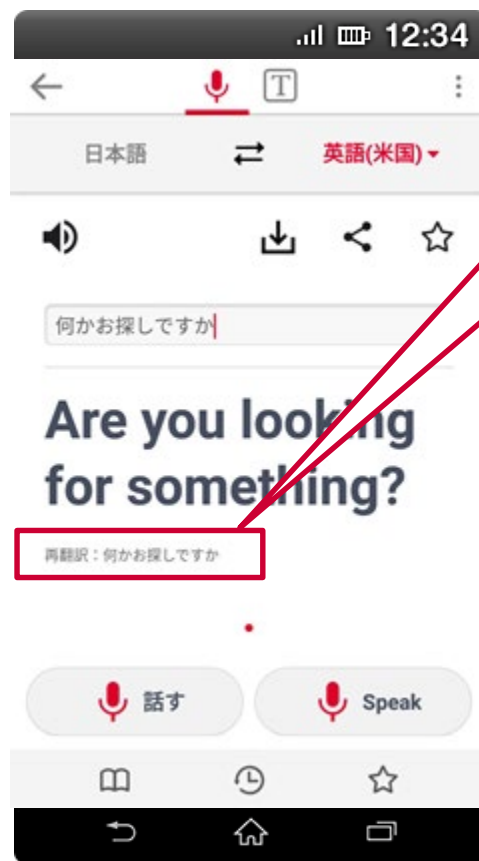 12:34
T
日本語 英語(米国)
何かお探しですか
Are you looking
for something?
再翻訳：何かお探しですか
話す Speak